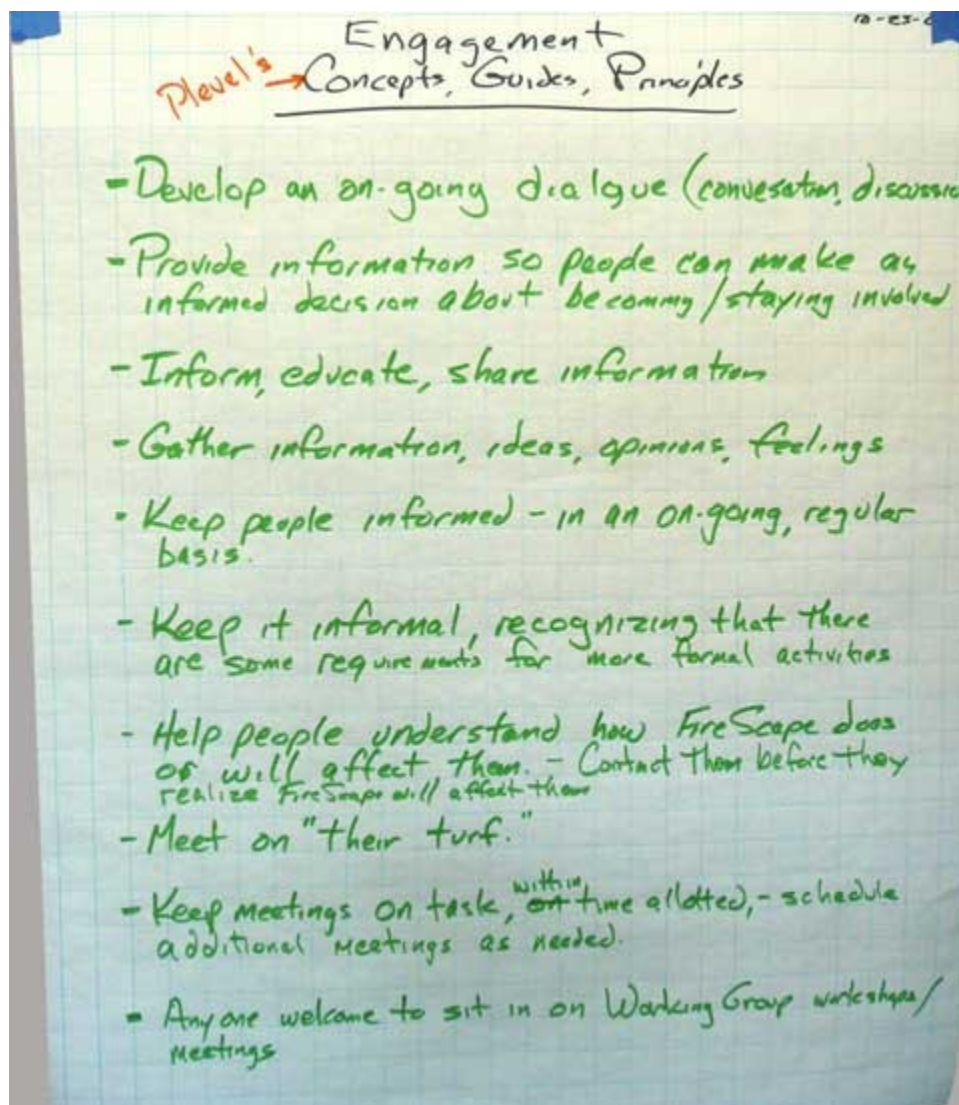 12-23-0
Engagement
Plevel's → Concepts, Guides, Principles
- Develop an on-going dialgue (convesation, discussio
- Provide information so people can make an
informed decision about becomming/staying involved
- Inform, educate, share information
- Gather information, ideas, opinions, feelings
- Keep people informed - in an on-going, regular
basis.
- Keep it informal, recognizing that there
are some requirements for more formal activities
- Help people understand how FireScape does
or will affect them. - Contact them before they
realize FireScape will affect them
- Meet on "their turf."
- Keep meetings on task, within time allotted, - schedule
additional meetings as needed.
- Anyone welcome to sit in on Working Group workshops/
meetings